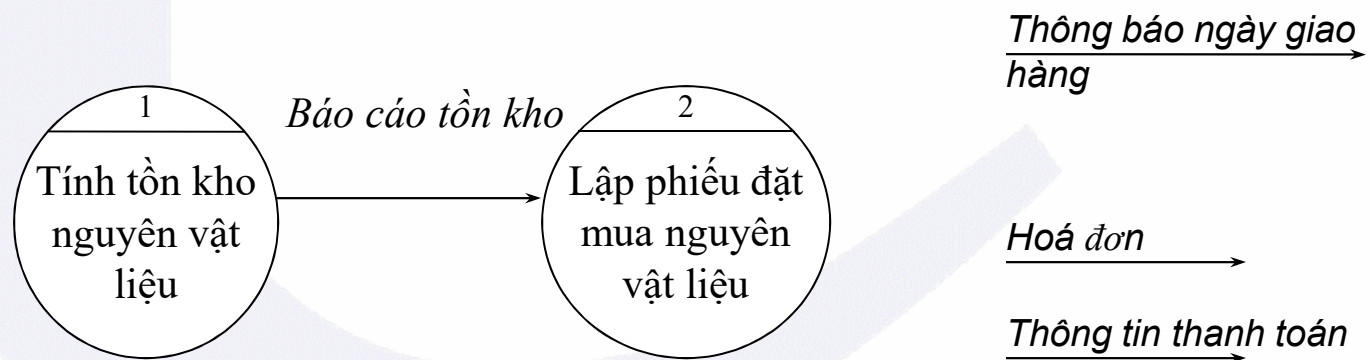 1
Tính tồn kho
nguyên vật
liệu
Báo cáo tồn kho
2
Lập phiếu đặt
mua nguyên
vật liệu
Thông báo ngày giao
hàng
Hoá đơn
Thông tin thanh toán